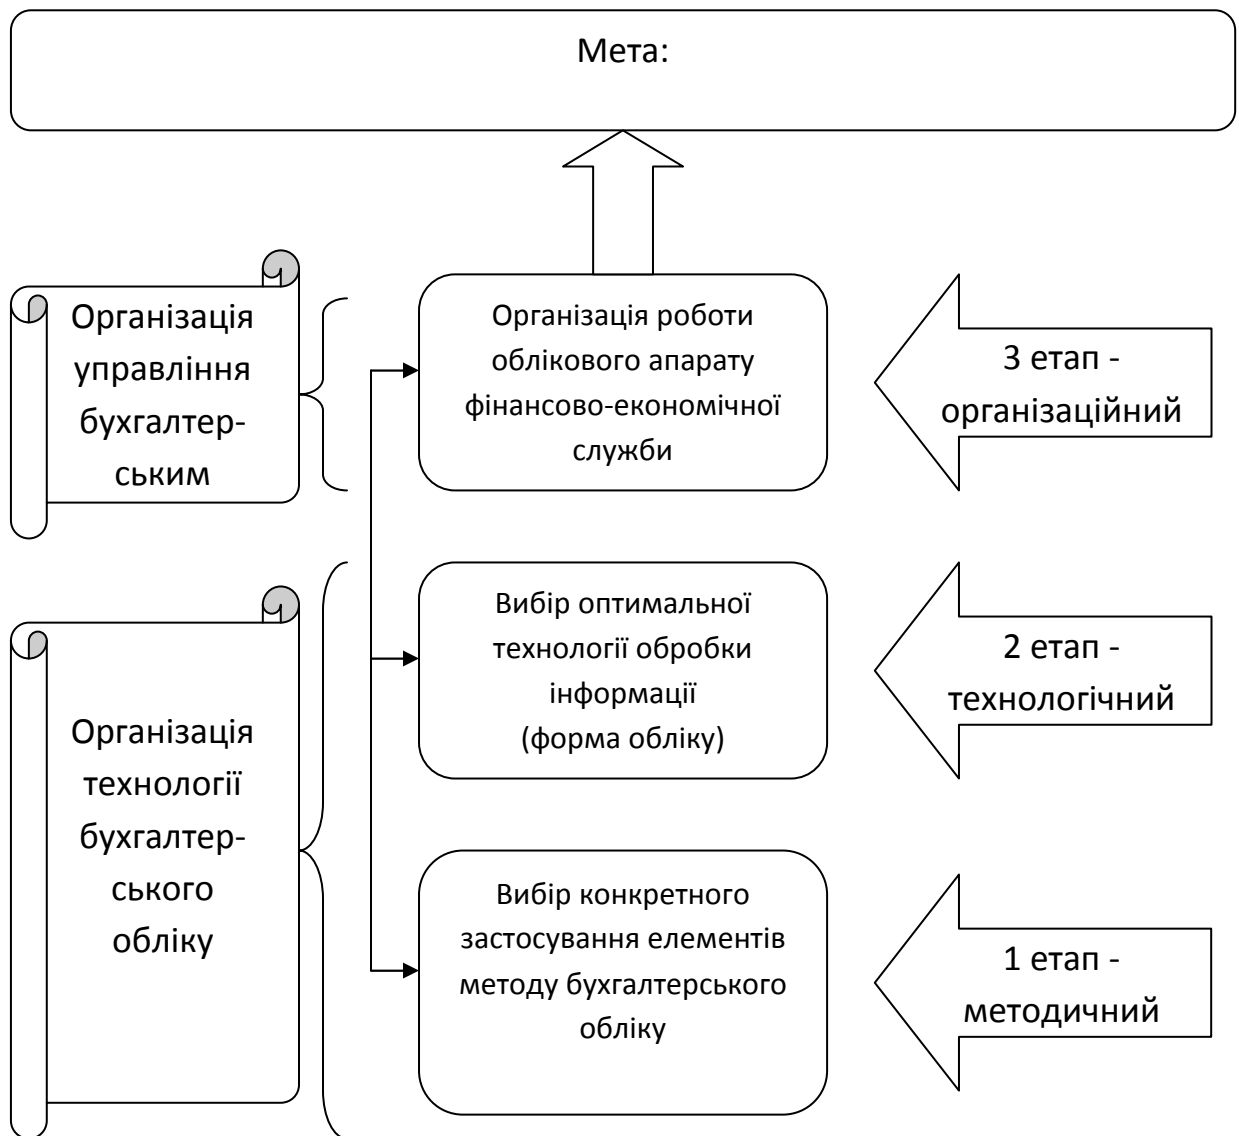 Мета:
Організація
управління
бухгалтер-
ським
Організація роботи
облікового апарату
фінансово-економічної
служби
3 етап -
організаційний
Організація
технології
бухгалтер-
ського
обліку
Вибір оптимальної
технології обробки
інформації
(форма обліку)
2 етап -
технологічний
Вибір конкретного
застосування елементів
методу бухгалтерського
обліку
1 етап -
методичний